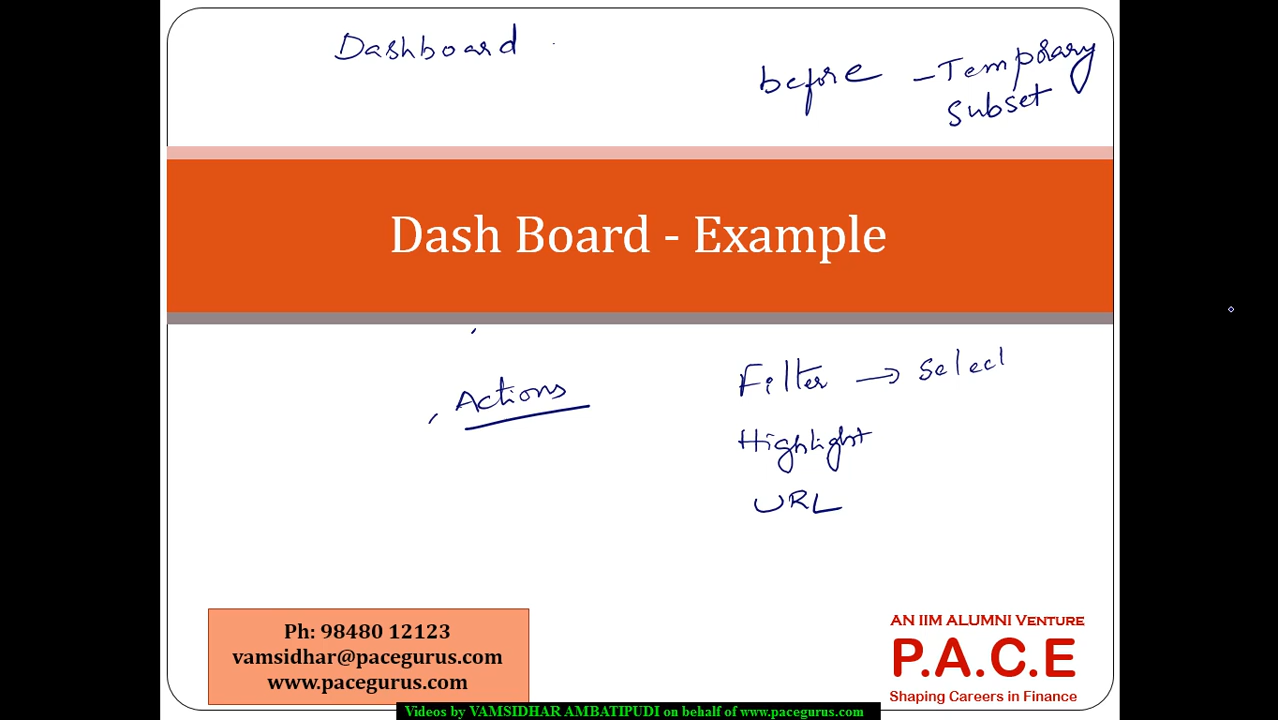 Dashboard
before - Temporary
Subset
Dash Board - Example
Actions
Filter → Select
Highlight
URL
Ph: 98480 12123
vamsidhar@pacegurus.com
www.pacegurus.com
AN IIM ALUMNI VENTURE
P.A.C.E
Shaping Careers in Finance
Videos by VAMSIDHAR AMBATIPUDI on behalf of www.pacegurus.com